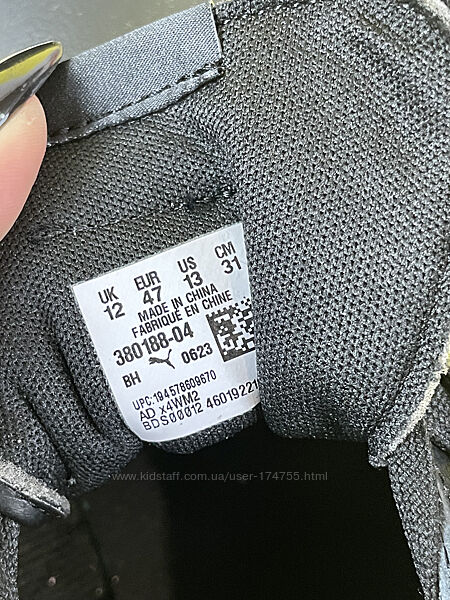 UK EUR US CM
12 47 13 31
MADE IN CHINA
FABRIQUÉ EN CHINE
380188-04
BH 0623
UPC:194578609670
AD X4WM2
BDS00012 46019221
www.kidstaff.com.ua/user-174755.html